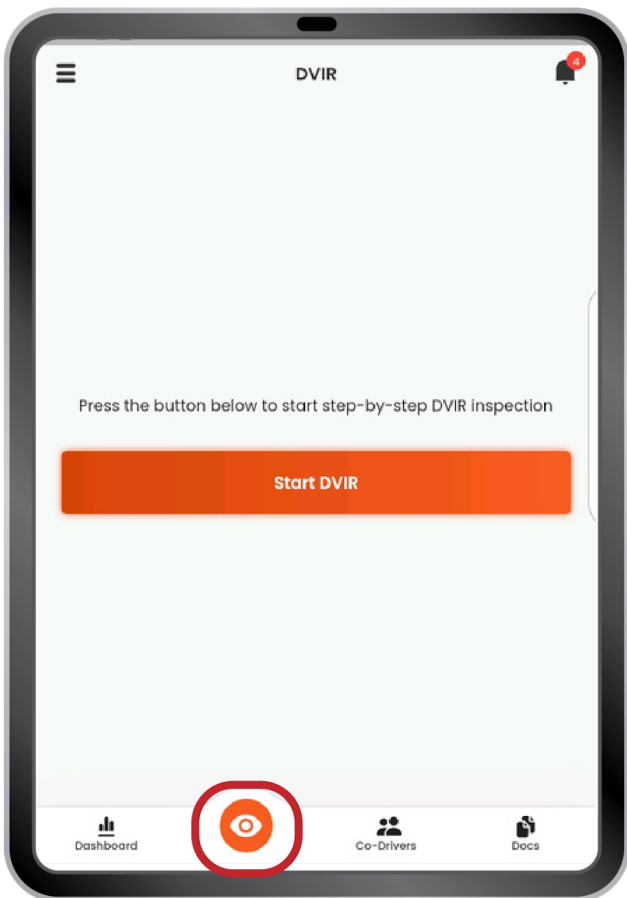 DVIR
4
Press the button below to start step-by-step DVIR inspection
Start DVIR
Dashboard
Co-Drivers
Docs